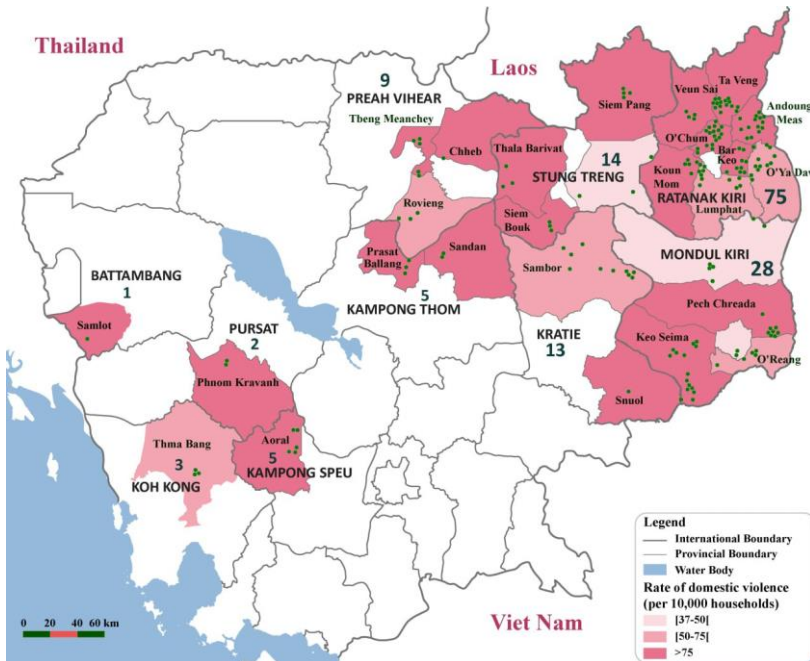 Thailand
Laos
9
PREAH VIHEAR
Tbeng Meanchey
Chheb
Thala Barivat
Siem Pang
Veun Sai
Ta Veng
Andoung
Meas
O'Chum
Bar
Keo
O'Ya Dav
14
STUNG TRENG
Koun
Mom
RATANAK KIRI
75
Lumphat
Rovieng
Siem
Bouk
Prasat
Ballang
Sandan
Sambor
MONDUL KIRI
28
BATTAMBANG
1
5
KAMPONG THOM
Samlot
PURSAT
2
KRATIE
13
Pech Chreada
Keo Seima
O'Reang
Phnom Kravanh
Snuol
Thma Bang
3
KOH KONG
Aoral
5
KAMPONG SPEU
Viet Nam
0 20 40 60 km
Legend
International Boundary
Provincial Boundary
Water Body
Rate of domestic violence
(per 10,000 households)
[37-50[
[50-75[
>75